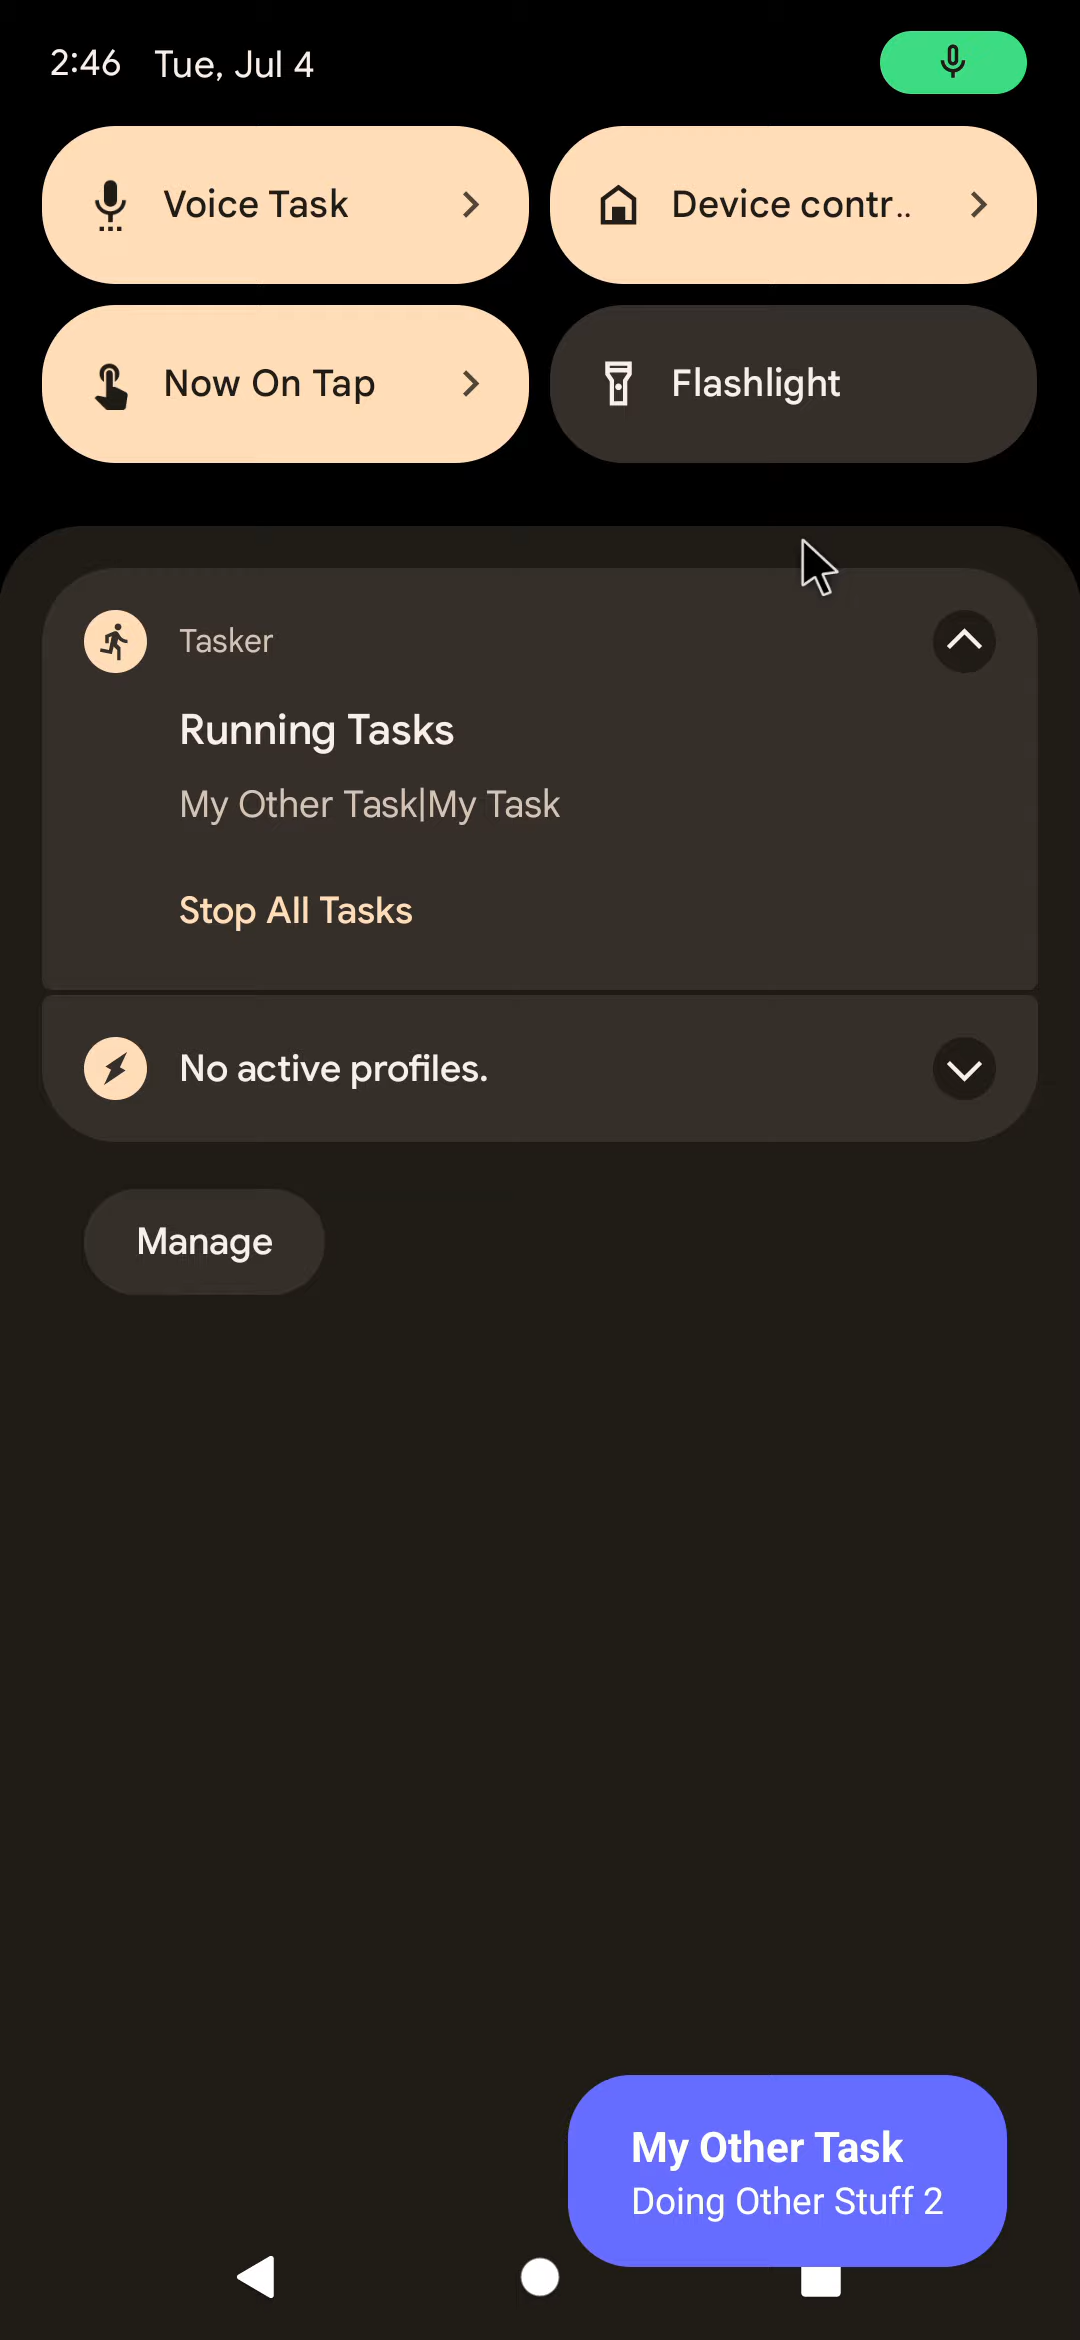 2:46 Tue, Jul 4
Voice Task
Device contr..
Now On Tap
Flashlight
Tasker
Running Tasks
My Other Task|My Task
Stop All Tasks
No active profiles.
Manage
My Other Task
Doing Other Stuff 2